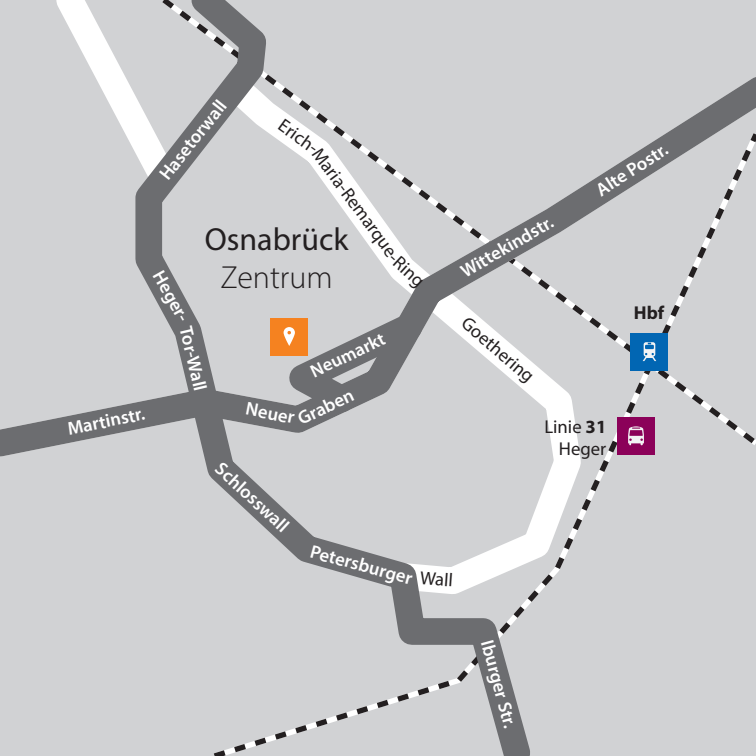 Hasetorwall
Erich-Maria-Remarque-Ring
Alte Postr.
Wittekindstr.
Osnabrück
Zentrum
Heger- Tor-Wall
Hbf
Neumarkt
Goethering
Neuer Graben
Martinstr.
Linie 31
Heger
Schlosswall
Petersburger Wall
Iburger Str.